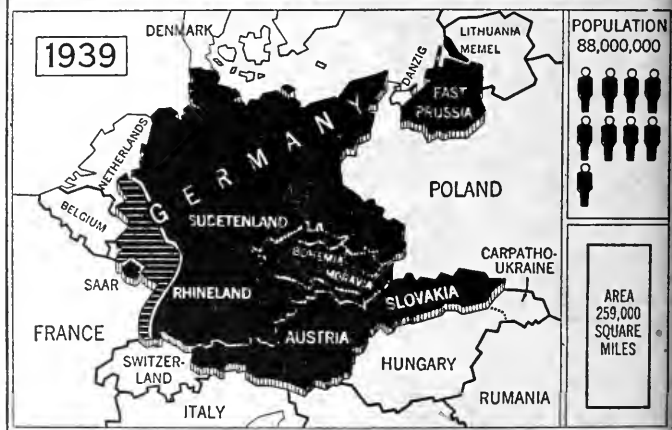 1939
DENMARK
LITHUANIA
MEMEL
DANZIG
EAST
PRUSSIA
NETHERLANDS
BELGIUM
GERMANY
POLAND
SUDETENLAND
BOHEMIA
MORAVIA
CARPATHO-
UKRAINE
SAAR
RHINELAND
SLOVAKIA
FRANCE
AUSTRIA
SWITZER-
LAND
HUNGARY
ITALY
RUMANIA
POPULATION
88,000,000
AREA
259,000
SQUARE
MILES